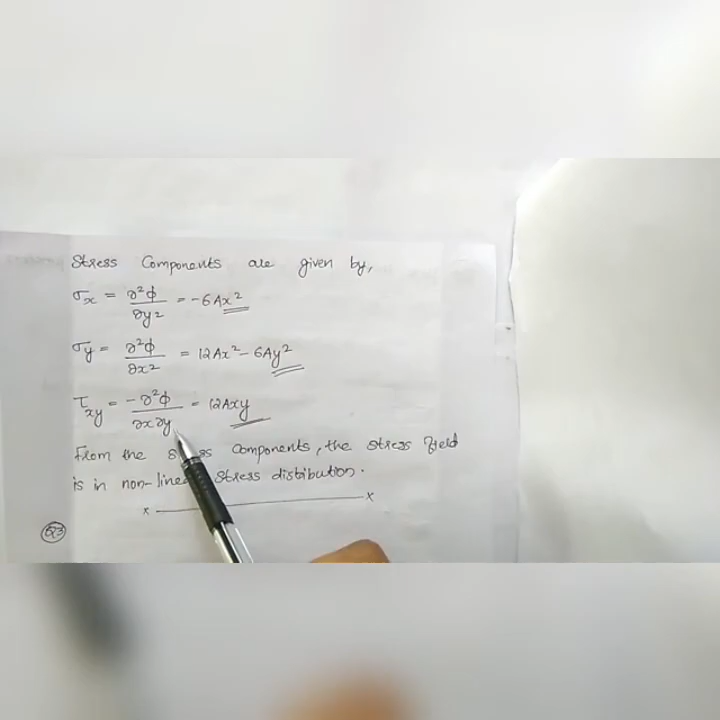 Stress Components are given by,
σx = ∂²φ/∂y² = -6Ax²
σy = ∂²φ/∂x² = 12Ax² - 6Ay²
τxy = -∂²φ/∂x∂y = 12Axy
From the components, the stress field
is in stress distribution.
x x